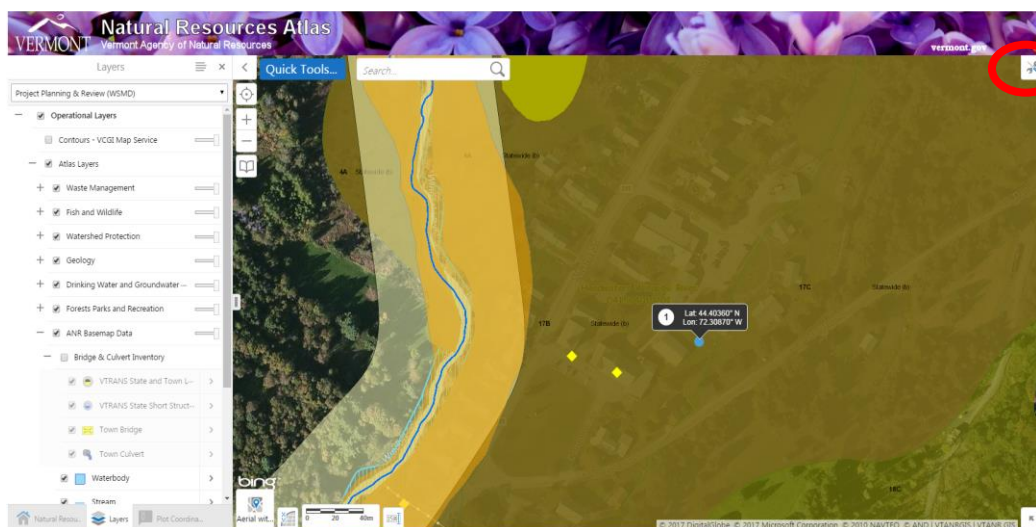 Natural Resources Atlas
VERMONT Vermont Agency of Natural Resources
vermont.gov
Layers
Quick Tools...
Search...
Project Planning & Review (WSMD)
Operational Layers
Contours - VCGI Map Service
Atlas Layers
Waste Management
Fish and Wildlife
Watershed Protection
Geology
Drinking Water and Groundwater ...
Forests Parks and Recreation
ANR Basemap Data
Bridge & Culvert Inventory
VTRANS State and Town L...
VTRANS State Short Struct...
Town Bridge
Town Culvert
Waterbody
Stream
Natural Resou...
Layers
Plot Coordina...
4A
Statewide (b)
17C Statewide (b)
1 Lat: 44.40360° N
Lon: 72.30870° W
17B Statewide (b)
bing
Aerial wit...
0 20 40m
© 2017 DigitalGlobe, © 2017 Microsoft Corporation, © 2010 NAVTEQ, © AND